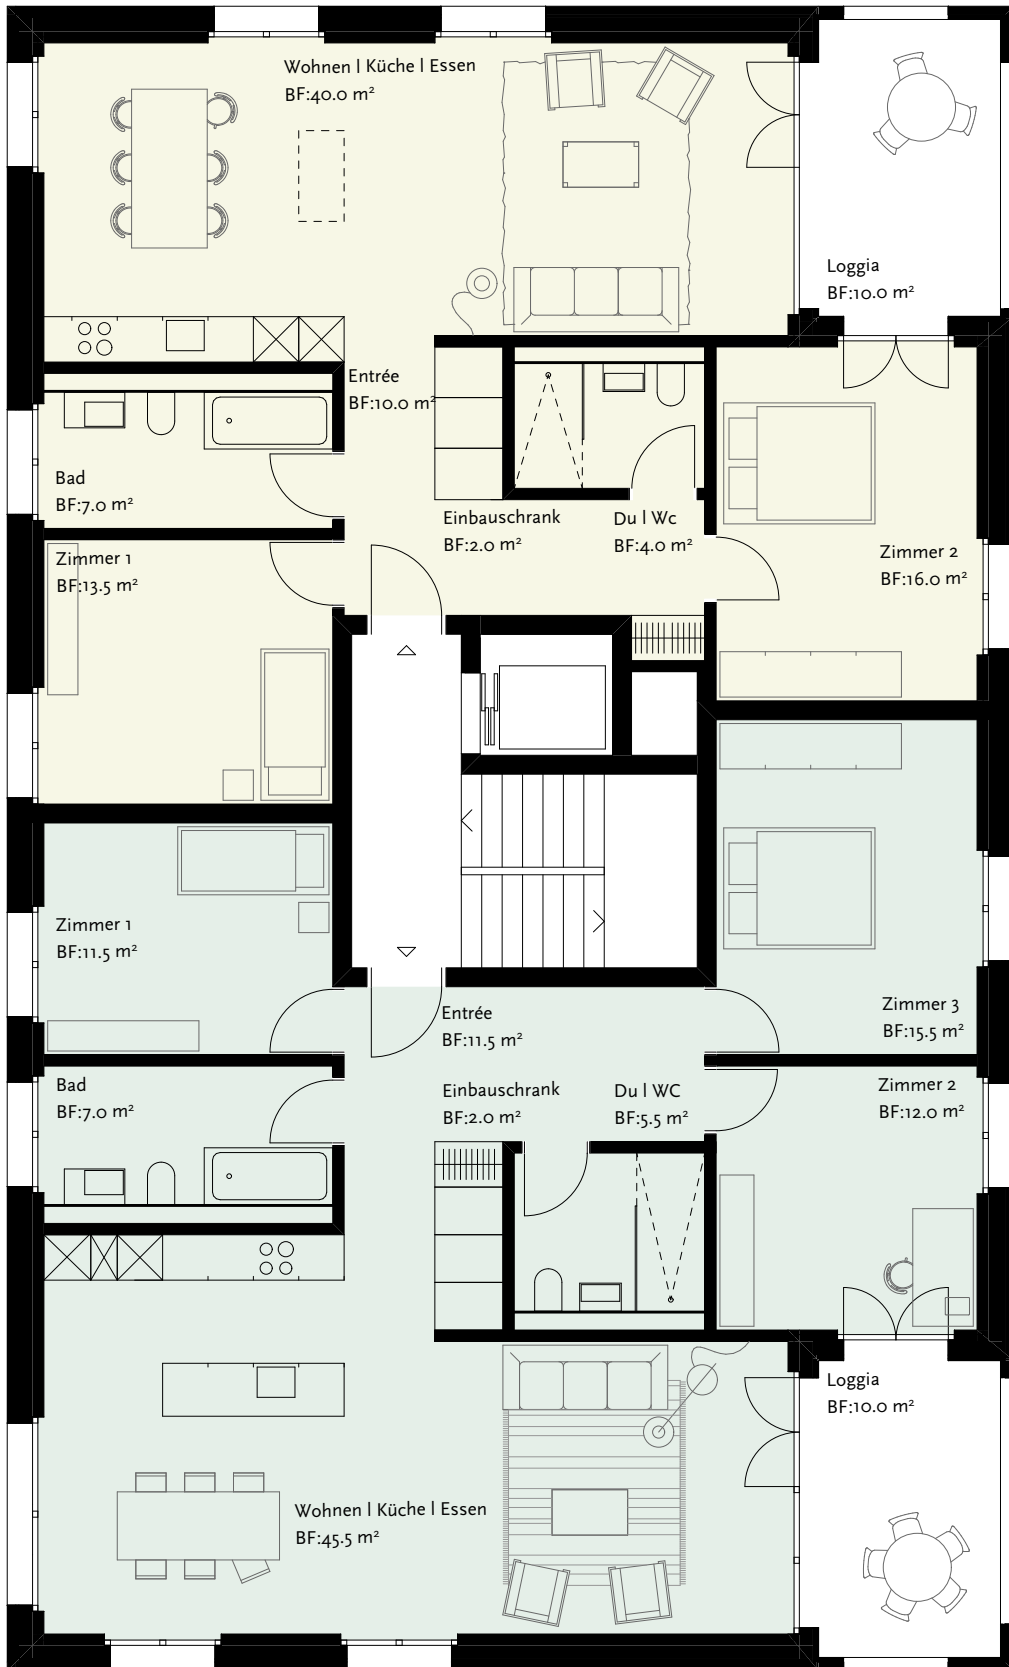 Wohnen | Küche | Essen
BF:40.0 m²
Loggia
BF:10.0 m²
Entrée
BF:10.0 m²
Bad
BF:7.0 m²
Einbauschrank
BF:2.0 m²
Du | Wc
BF:4.0 m²
Zimmer 2
BF:16.0 m²
Zimmer 1
BF:13.5 m²
Zimmer 1
BF:11.5 m²
Zimmer 3
BF:15.5 m²
Entrée
BF:11.5 m²
Bad
BF:7.0 m²
Einbauschrank
BF:2.0 m²
Du | WC
BF:5.5 m²
Zimmer 2
BF:12.0 m²
Loggia
BF:10.0 m²
Wohnen | Küche | Essen
BF:45.5 m²